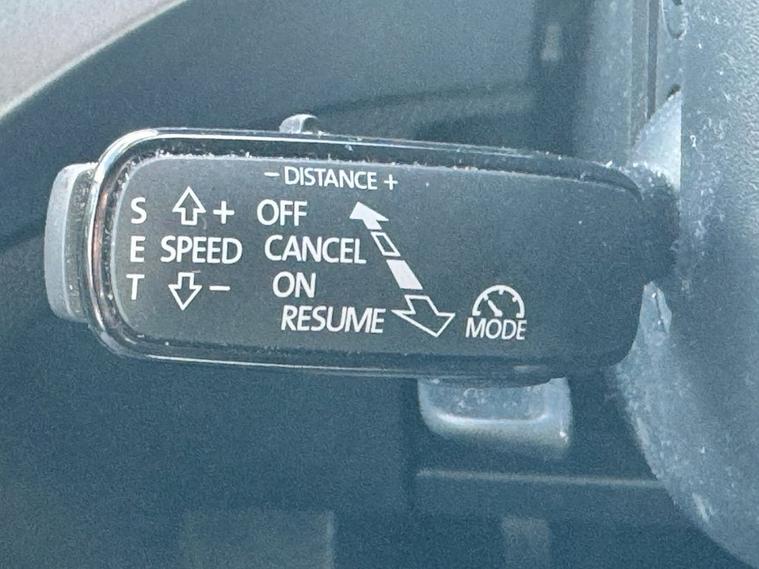 - DISTANCE +
S + OFF
E SPEED CANCEL
T - ON
RESUME MODE